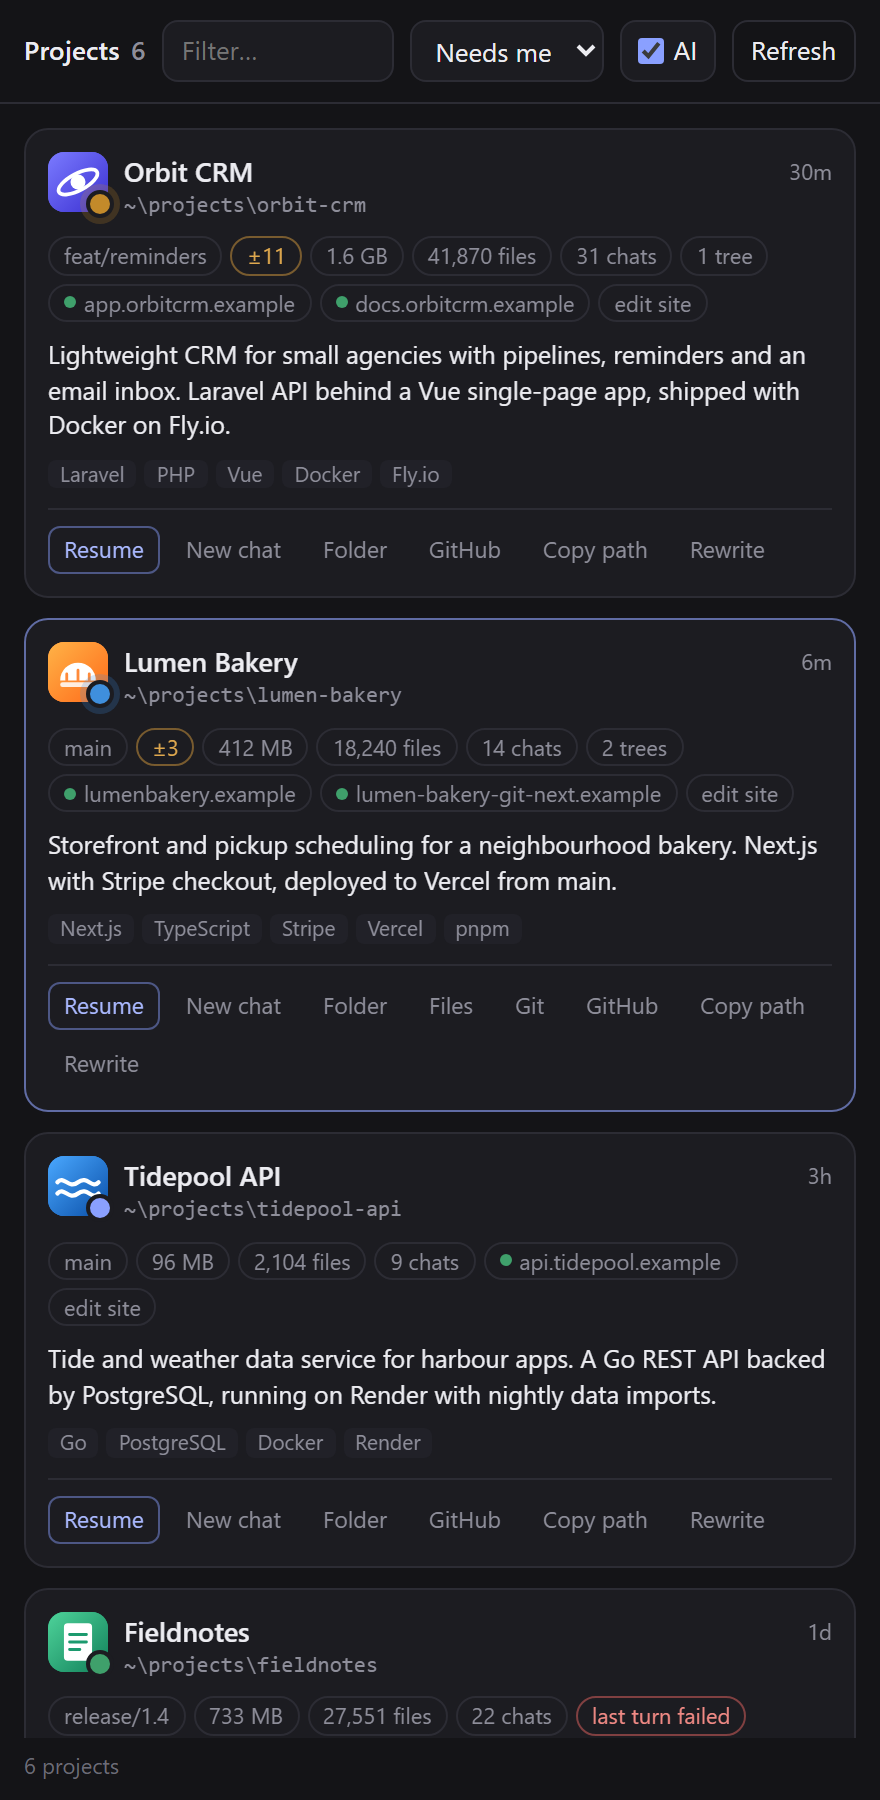 Projects 6 Filter... Needs me AI Refresh
Orbit CRM 30m
~\projects\orbit-crm
feat/reminders ±11 1.6 GB 41,870 files 31 chats 1 tree
app.orbitcrm.example docs.orbitcrm.example edit site
Lightweight CRM for small agencies with pipelines, reminders and an
email inbox. Laravel API behind a Vue single-page app, shipped with
Docker on Fly.io.
Laravel PHP Vue Docker Fly.io
Resume New chat Folder GitHub Copy path Rewrite
Lumen Bakery 6m
~\projects\lumen-bakery
main ±3 412 MB 18,240 files 14 chats 2 trees
lumenbakery.example lumen-bakery-git-next.example edit site
Storefront and pickup scheduling for a neighbourhood bakery. Next.js
with Stripe checkout, deployed to Vercel from main.
Next.js TypeScript Stripe Vercel pnpm
Resume New chat Folder Files Git GitHub Copy path
Rewrite
Tidepool API 3h
~\projects\tidepool-api
main 96 MB 2,104 files 9 chats api.tidepool.example
edit site
Tide and weather data service for harbour apps. A Go REST API backed
by PostgreSQL, running on Render with nightly data imports.
Go PostgreSQL Docker Render
Resume New chat Folder GitHub Copy path Rewrite
Fieldnotes 1d
~\projects\fieldnotes
release/1.4 733 MB 27,551 files 22 chats last turn failed
6 projects